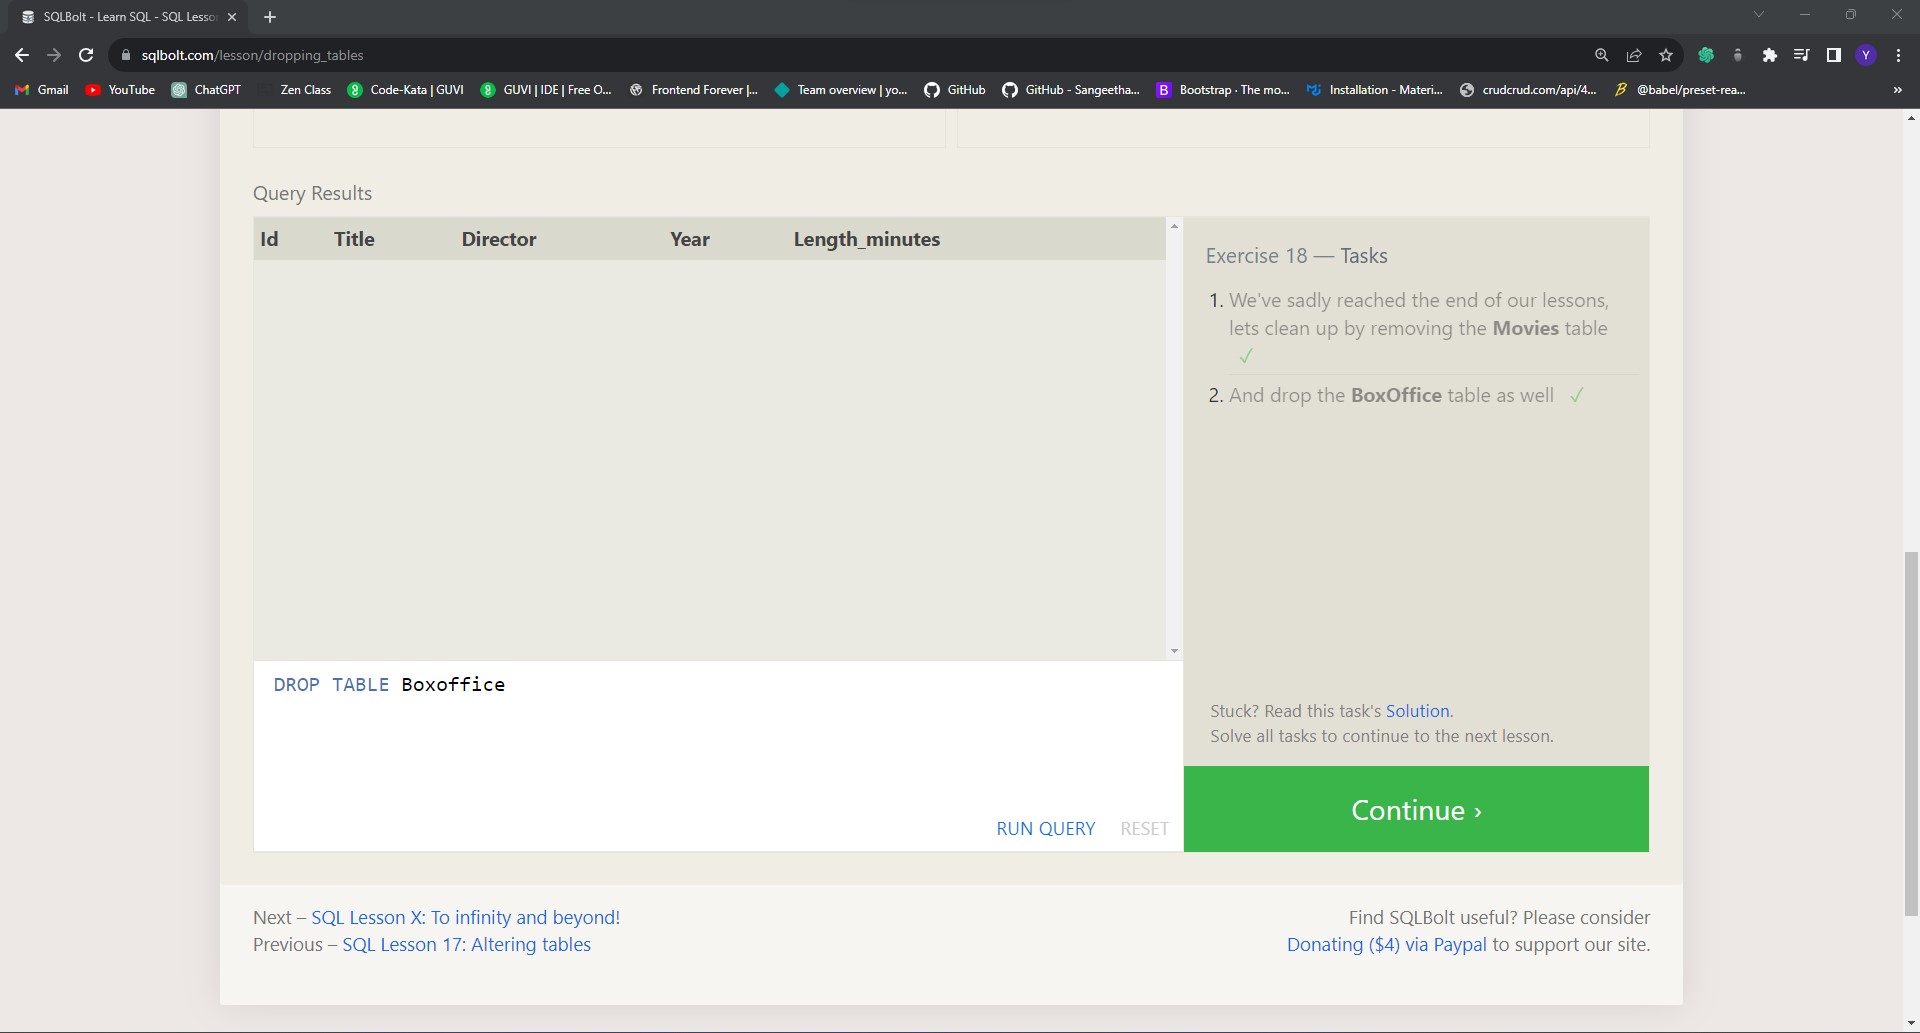 SQLBolt - Learn SQL - SQL Lesson
sqlbolt.com/lesson/dropping_tables
Y
Gmail
YouTube
ChatGPT
Zen Class
Code-Kata | GUVI
GUVI | IDE | Free O...
Frontend Forever |...
Team overview | yo...
GitHub
GitHub - Sangeetha...
B Bootstrap · The mo...
Installation - Materi...
crudcrud.com/api/4...
@babel/preset-rea...
»
Query Results
Id Title Director Year Length_minutes
Exercise 18 — Tasks
1. We've sadly reached the end of our lessons,
lets clean up by removing the Movies table
✓
2. And drop the BoxOffice table as well ✓
DROP TABLE Boxoffice
Stuck? Read this task's Solution.
Solve all tasks to continue to the next lesson.
RUN QUERY RESET
Continue ›
Next – SQL Lesson X: To infinity and beyond!
Previous – SQL Lesson 17: Altering tables
Find SQLBolt useful? Please consider
Donating ($4) via Paypal to support our site.